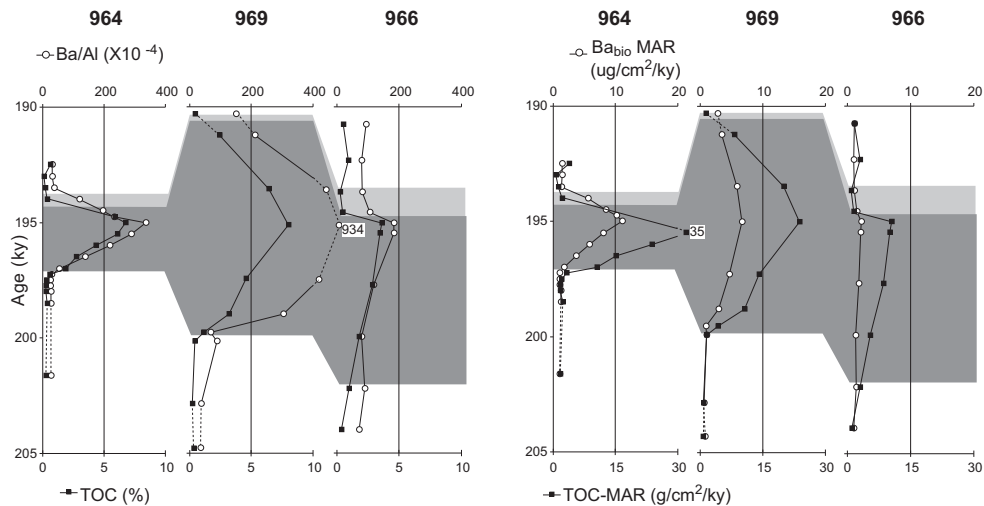 964 969 966 964 969 966
Ba/Al (X10 -4)
Ba_bio MAR
(ug/cm2/ky)
0 200 400 0 200 400 0 200 400 0 10 20 0 10 20 0 10 20
190 190
195 195
934 35
Age (ky)
200 200
205 205
0 5 10 0 5 10 0 5 10 0 15 30 0 15 30 0 15 30
TOC (%) TOC-MAR (g/cm2/ky)